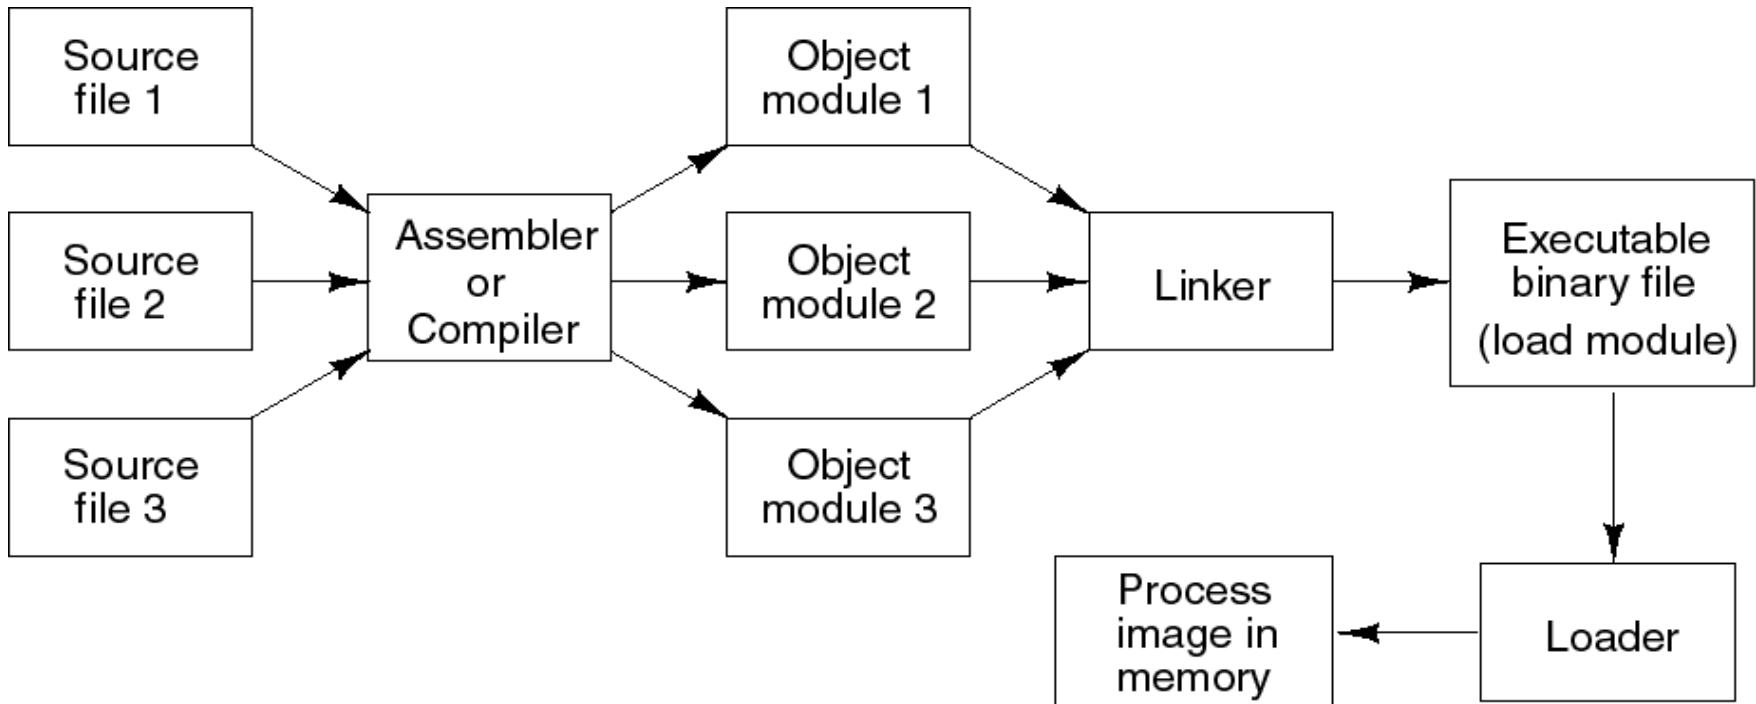 Source
file 1
Object
module 1
Source
file 2
Assembler
or
Compiler
Object
module 2
Linker
Executable
binary file
(load module)
Source
file 3
Object
module 3
Process
image in
memory
Loader